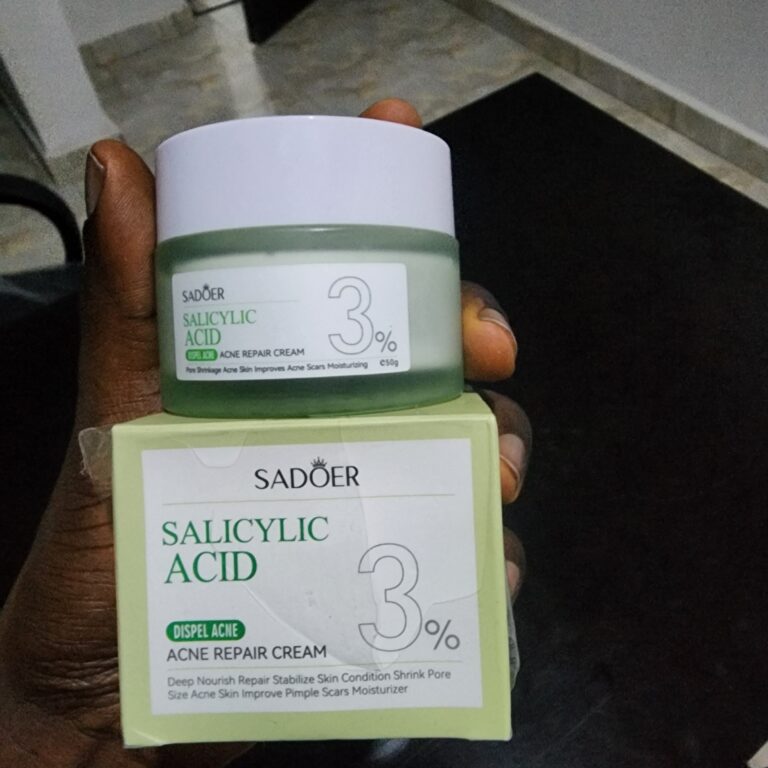 SADOER
SALICYLIC
ACID
DISPEL ACNE ACNE REPAIR CREAM
Pore Shrinkage Acne Skin Improves Acne Scars Moisturizing
3%
℮50g
SADOER
SALICYLIC
ACID
3%
DISPEL ACNE
ACNE REPAIR CREAM
Deep Nourish Repair Stabilize Skin Condition Shrink Pore
Size Acne Skin Improve Pimple Scars Moisturizer